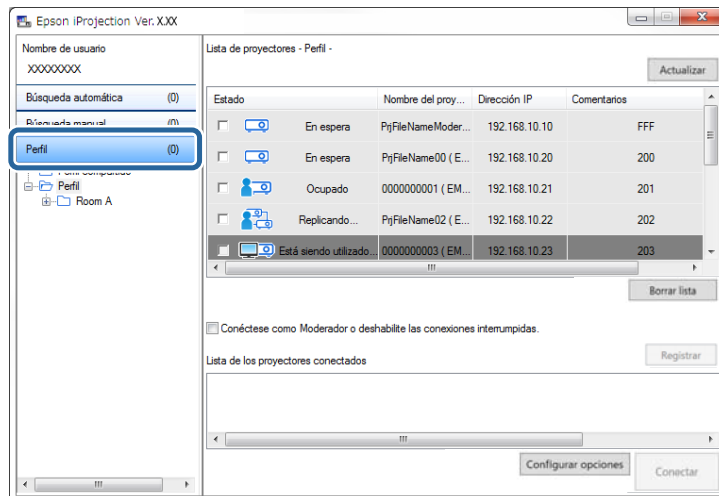 Epson iProjection Ver. X.XX
Nombre de usuario
XXXXXXXX
Búsqueda automática (0)
Búsqueda manual (0)
Perfil (0)
Perfil compartido
Perfil
Room A
Lista de proyectores - Perfil -
Actualizar
Estado Nombre del proy... Dirección IP Comentarios
En espera PrjFileNameModer... 192.168.10.10 FFF
En espera PrjFileName00 ( E... 192.168.10.20 200
Ocupado 0000000001 ( EM... 192.168.10.21 201
Replicando... PrjFileName02 ( E... 192.168.10.22 202
Está siendo utilizado... 0000000003 ( EM... 192.168.10.23 203
Borrar lista
Conéctese como Moderador o deshabilite las conexiones interrumpidas.
Lista de los proyectores conectados
Registrar
Configurar opciones
Conectar